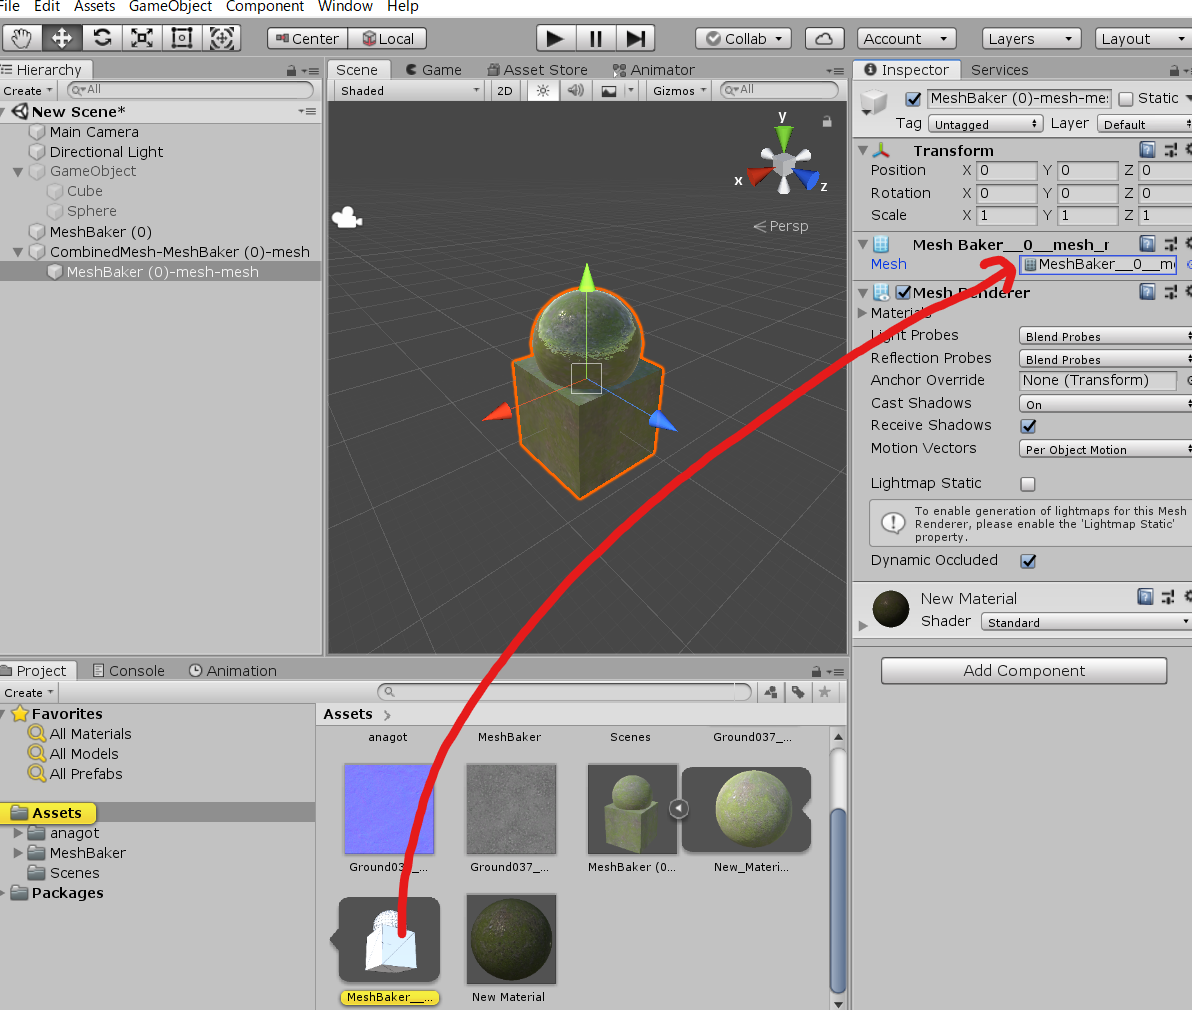 File Edit Assets GameObject Component Window Help
Center Local Collab Account Layers Layout
Hierarchy
Create All
New Scene*
Main Camera
Directional Light
GameObject
Cube
Sphere
MeshBaker (0)
CombinedMesh-MeshBaker (0)-mesh
MeshBaker (0)-mesh-mesh
Scene Game Asset Store Animator
Shaded 2D Gizmos All
y
x
z
Persp
Inspector Services
MeshBaker (0)-mesh-me: Static
Tag Untagged Layer Default
Transform
Position X 0 Y 0 Z 0
Rotation X 0 Y 0 Z 0
Scale X 1 Y 1 Z 1
Mesh Baker__0__mesh_r
Mesh MeshBaker__0__m
Mesh Renderer
Materials
Light Probes Blend Probes
Reflection Probes Blend Probes
Anchor Override None (Transform)
Cast Shadows On
Receive Shadows
Motion Vectors Per Object Motion
Lightmap Static
To enable generation of lightmaps for this Mesh
Renderer, please enable the 'Lightmap Static'
property.
Dynamic Occluded
New Material
Shader Standard
Add Component
Project Console Animation
Create
Favorites
All Materials
All Models
All Prefabs
Assets
anagot
MeshBaker
Scenes
Packages
Assets
anagot MeshBaker Scenes Ground037_...
Ground037_... Ground037_... MeshBaker (0... New_Materi...
MeshBaker__... New Material